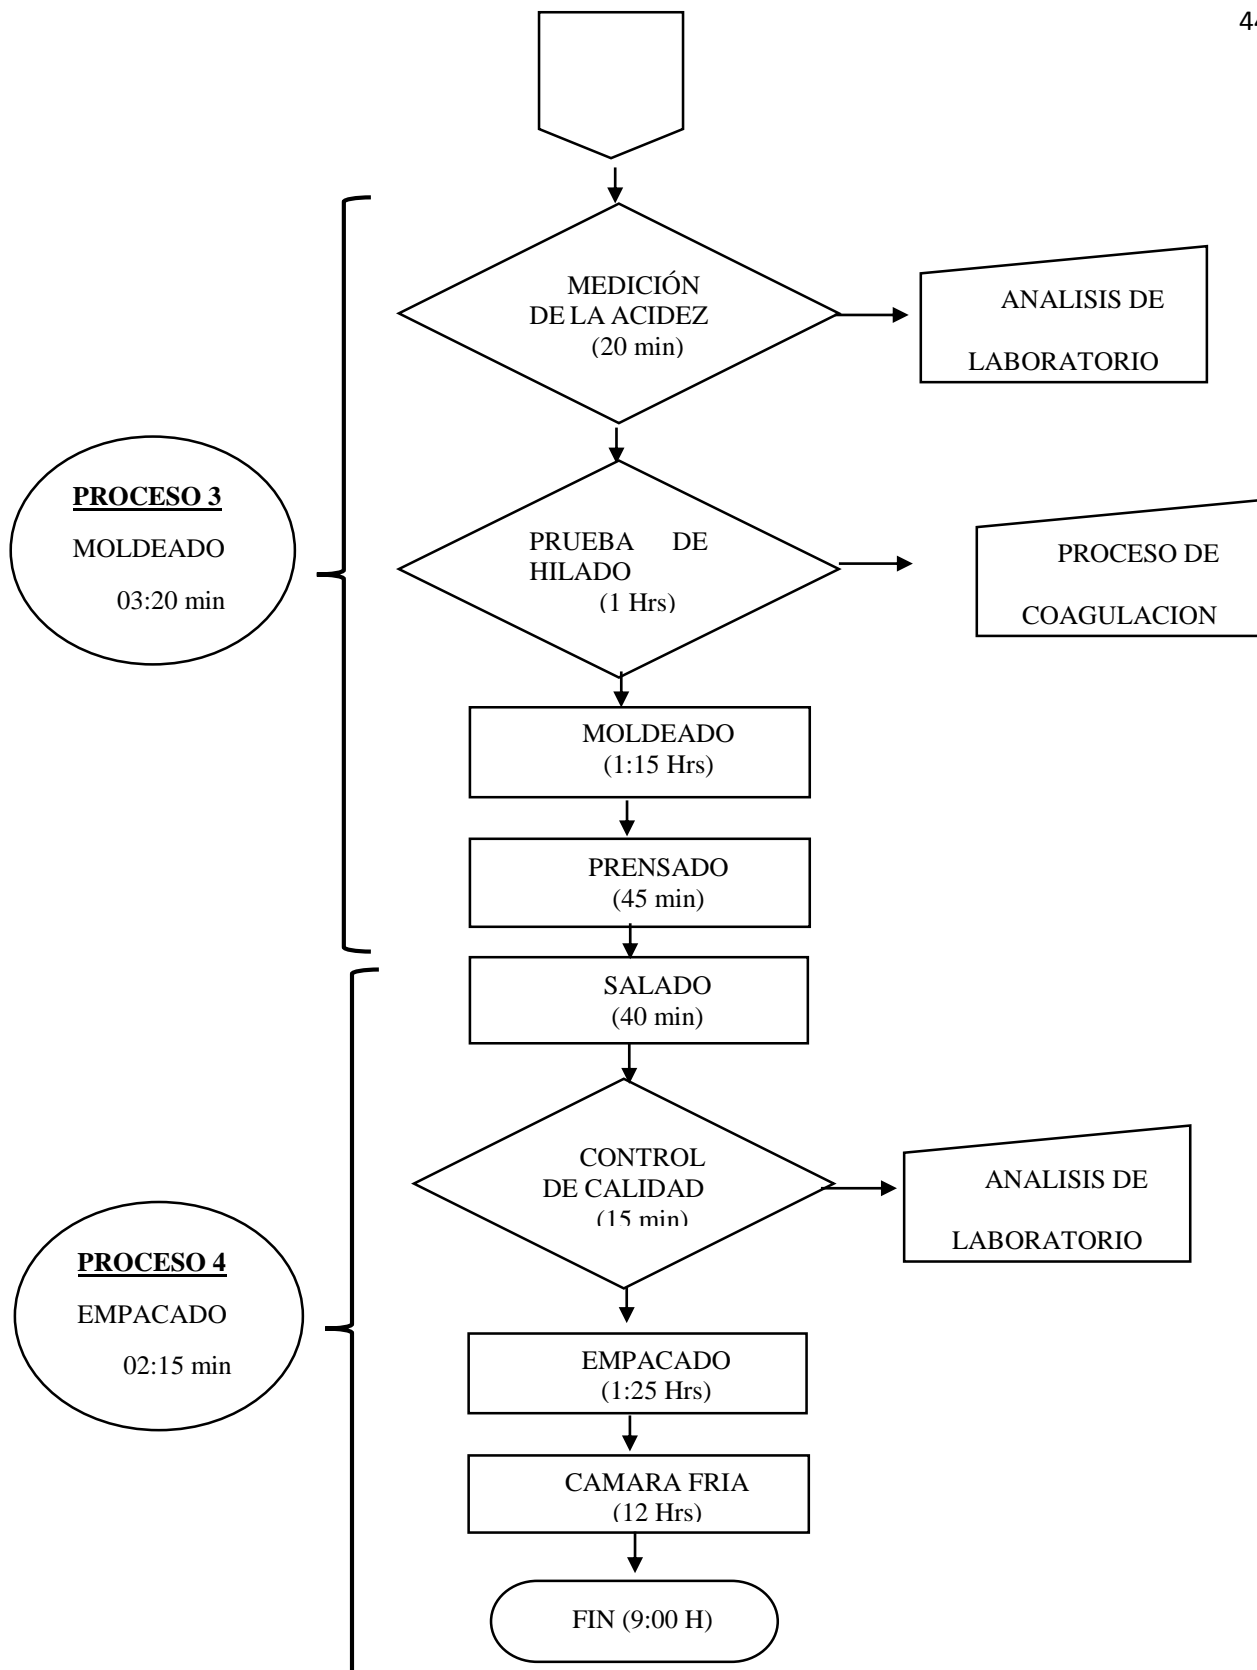 44
MEDICIÓN
DE LA ACIDEZ
(20 min)
ANALISIS DE
LABORATORIO
PROCESO 3
MOLDEADO
03:20 min
PRUEBA DE
HILADO
(1 Hrs)
PROCESO DE
COAGULACION
MOLDEADO
(1:15 Hrs)
PRENSADO
(45 min)
SALADO
(40 min)
CONTROL
DE CALIDAD
(15 min)
ANALISIS DE
LABORATORIO
PROCESO 4
EMPACADO
02:15 min
EMPACADO
(1:25 Hrs)
CAMARA FRIA
(12 Hrs)
FIN (9:00 H)